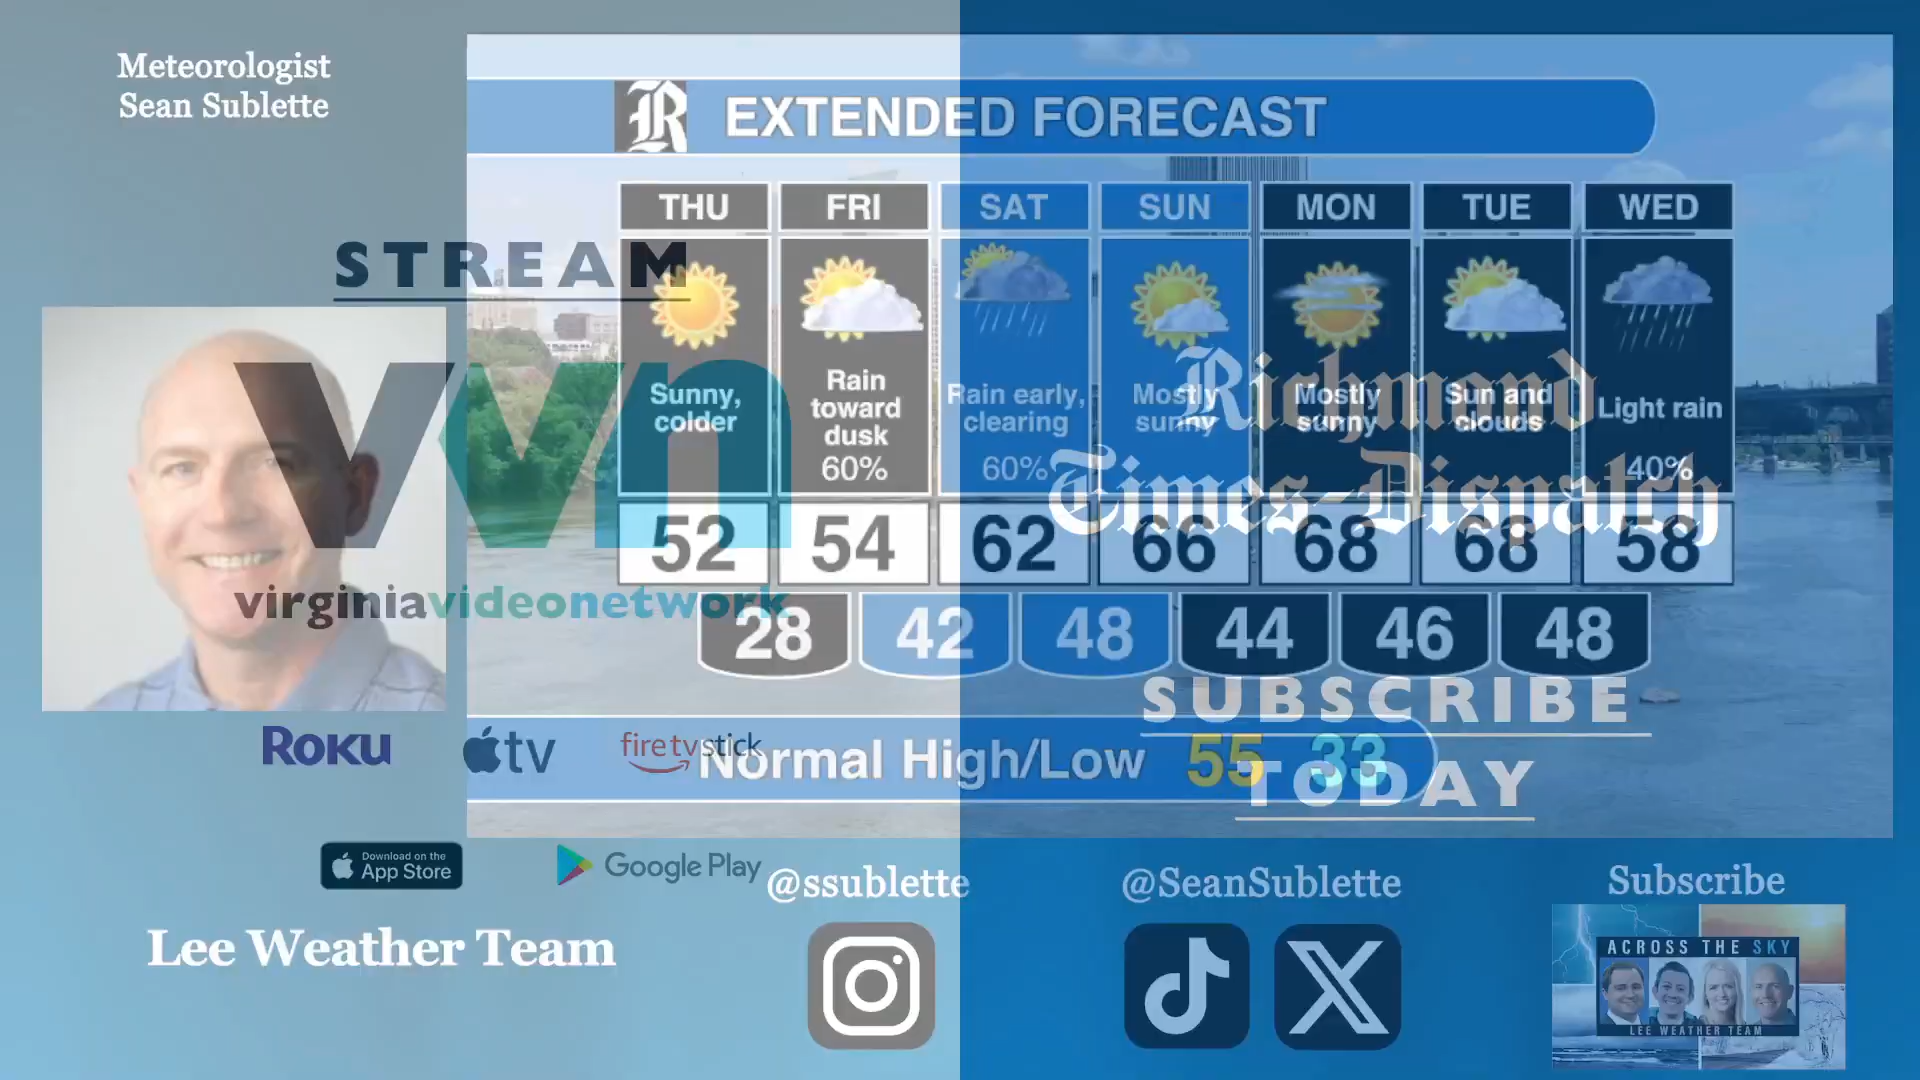 Meteorologist
Sean Sublette
R EXTENDED FORECAST
THU FRI SAT SUN MON TUE WED
STREAM
Sunny,
colder
Rain
toward
dusk
60%
Rain early,
clearing
60%
Mostly
sunny
Mostly
sunny
Sun and
clouds
Light rain
40%
Richmond
Times-Dispatch
vvn
virginiavideonetwork
52 54 62 66 68 68 58
28 42 48 44 46 48
SUBSCRIBE
TODAY
Roku
tv
firetvstick
Normal High/Low 55 33
Download on the
App Store
Google Play
@ssublette
@SeanSublette
Subscribe
Lee Weather Team
ACROSS THE SKY
LEE WEATHER TEAM